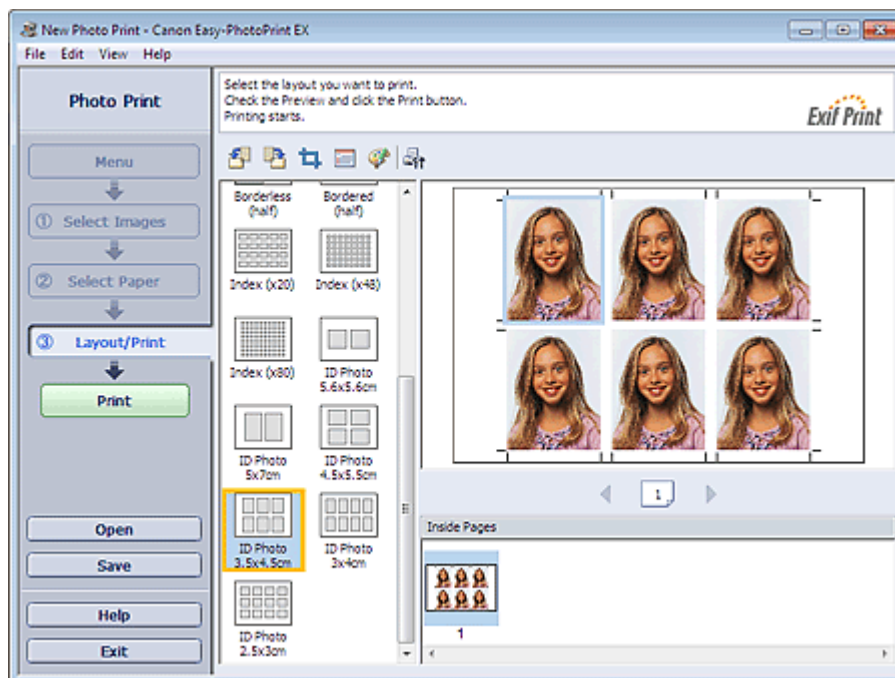 New Photo Print - Canon Easy-PhotoPrint EX
File Edit View Help
Photo Print
Select the layout you want to print.
Check the Preview and click the Print button.
Printing starts.
Exif Print
Menu
① Select Images
② Select Paper
③ Layout/Print
Print
Open
Save
Help
Exit
Borderless
(half)
Bordered
(half)
Index (x20)
Index (x48)
Index (x80)
ID Photo
5.6x5.6cm
ID Photo
5x7cm
ID Photo
4.5x5.5cm
ID Photo
3.5x4.5cm
ID Photo
3x4cm
ID Photo
2.5x3cm
1
Inside Pages
1